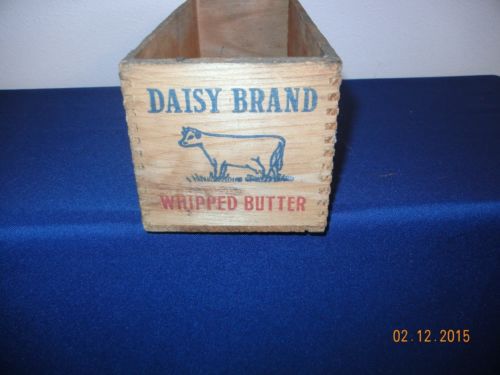 DAISY BRAND
WHIPPED BUTTER
02.12.2015